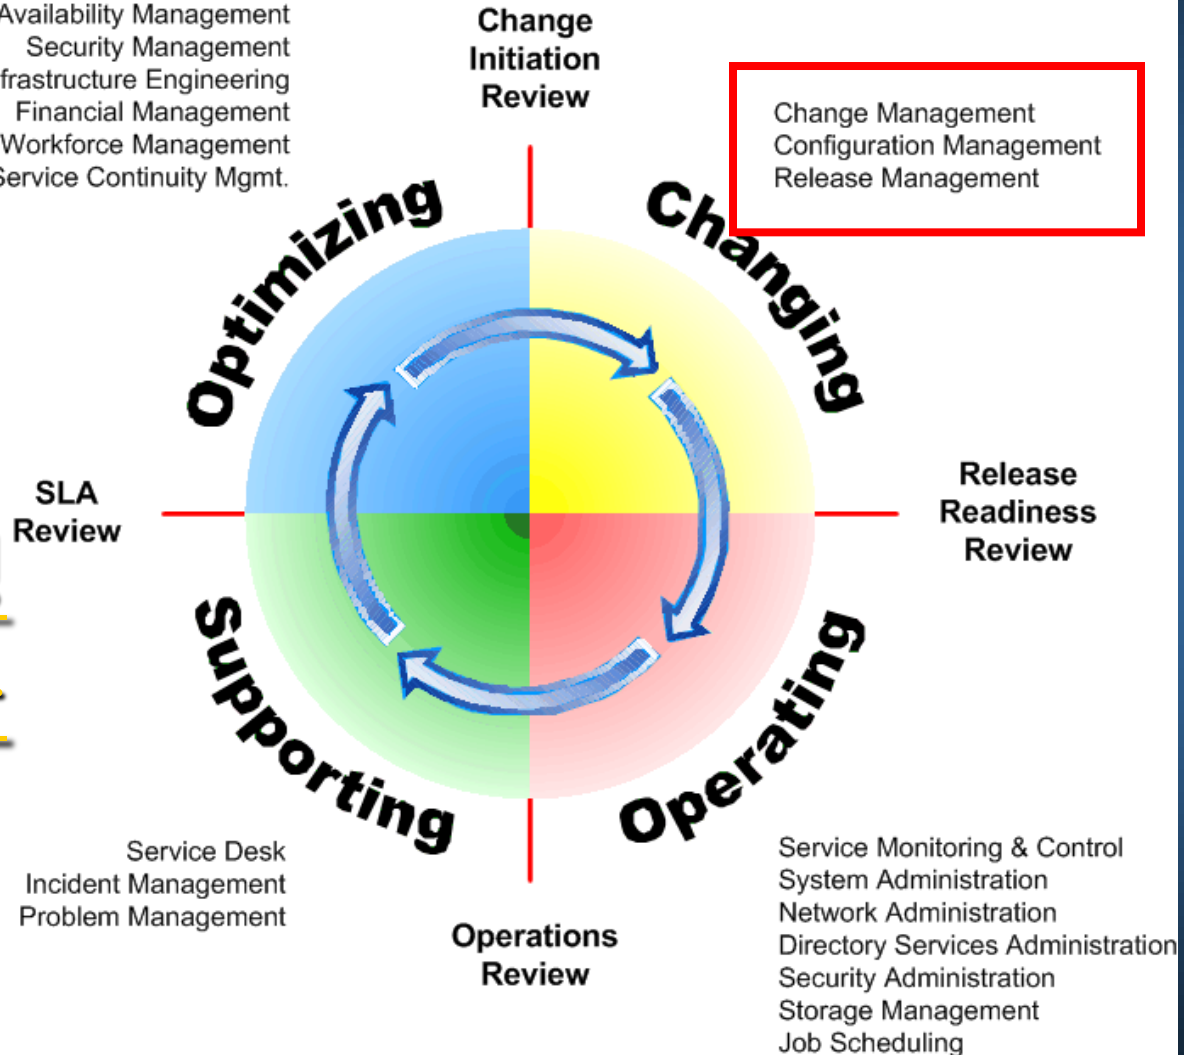 Availability Management
Security Management
frastructure Engineering
Financial Management
Workforce Management
Service Continuity Mgmt.
Change
Initiation
Review
Change Management
Configuration Management
Release Management
Optimizing
Changing
SLA
Review
Release
Readiness
Review
Supporting
Operating
Service Desk
Incident Management
Problem Management
Operations
Review
Service Monitoring & Control
System Administration
Network Administration
Directory Services Administration
Security Administration
Storage Management
Job Scheduling